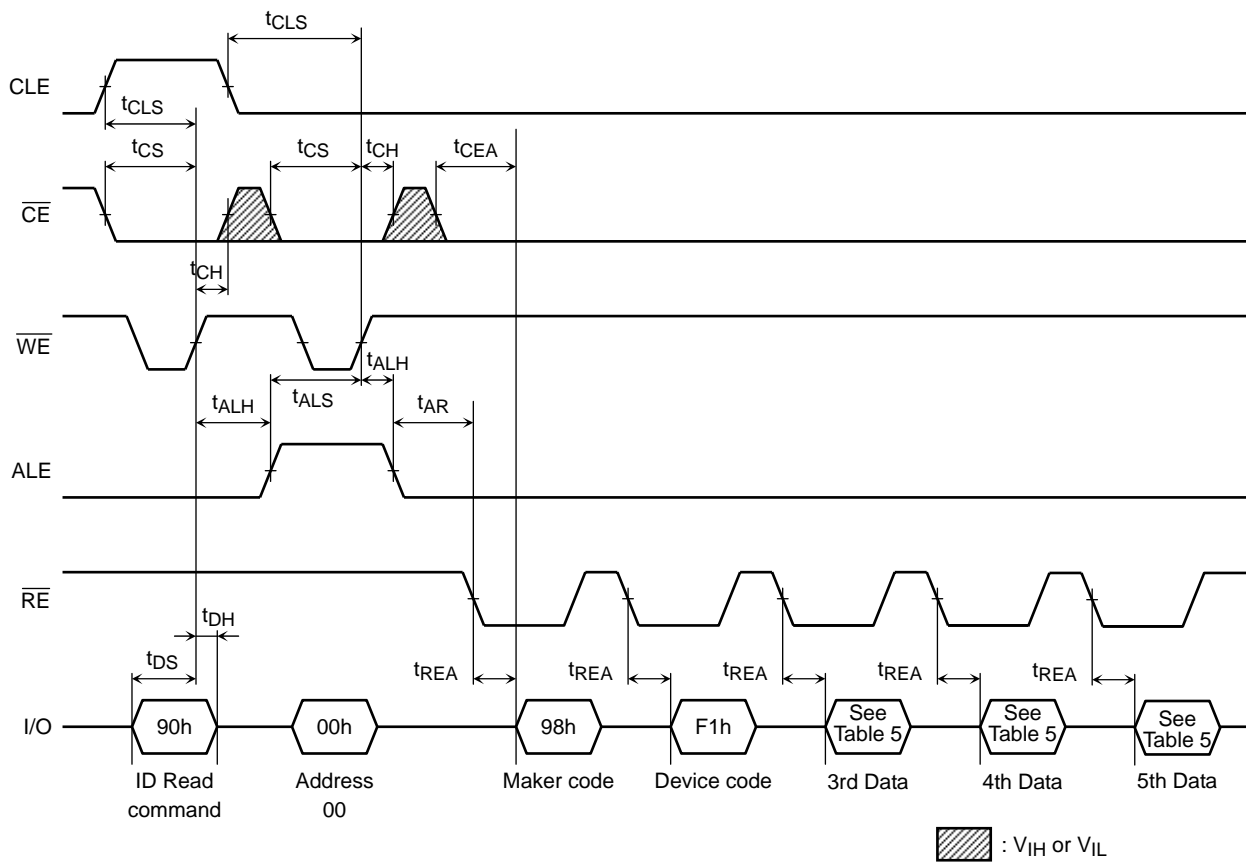 tCLS
CLE
tCLS
tCS
tCS
tCH
tCEA
CE
tCH
WE
tALH
tALH
tALS
tAR
ALE
RE
tDH
tDS
tREA
tREA
tREA
tREA
tREA
I/O
90h
00h
98h
F1h
See
Table 5
See
Table 5
See
Table 5
ID Read
command
Address
00
Maker code
Device code
3rd Data
4th Data
5th Data
: VIH or VIL